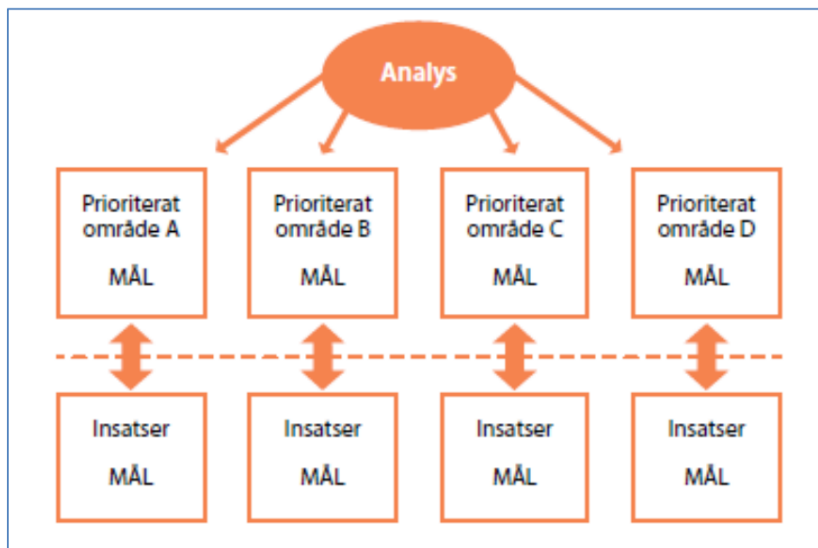 Analys
Prioriterat
område A
MÅL
Prioriterat
område B
MÅL
Prioriterat
område C
MÅL
Prioriterat
område D
MÅL
Insatser
MÅL
Insatser
MÅL
Insatser
MÅL
Insatser
MÅL